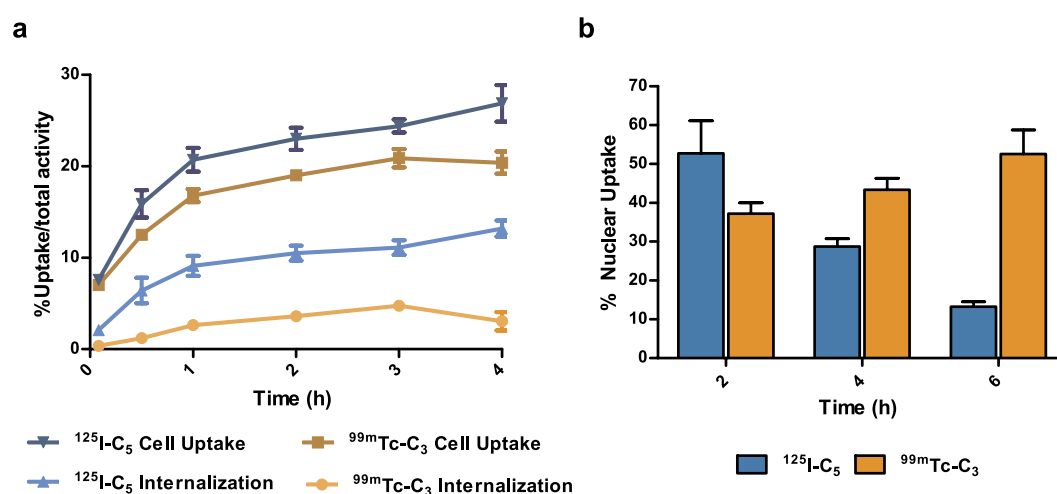 a
30
20
10
0
%Uptake/total activity
0 1 2 3 4
Time (h)
¹²⁵I-C₅ Cell Uptake
⁹⁹ᵐTc-C₃ Cell Uptake
¹²⁵I-C₅ Internalization
⁹⁹ᵐTc-C₃ Internalization
b
70
60
50
40
30
20
10
0
% Nuclear Uptake
2 4 6
Time (h)
¹²⁵I-C₅
⁹⁹ᵐTc-C₃